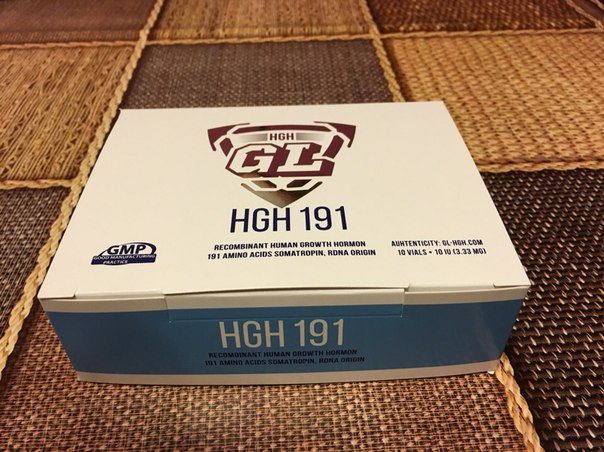 HGH
GL
HGH 191
RECOMBINANT HUMAN GROWTH HORMON
191 AMINO ACIDS SOMATROPIN, RDNA ORIGIN
AUHTENTICITY: GL-HGH.COM
10 VIALS • 10 IU (3.33 MG)
GMP
GOOD MANUFACTURING
PRACTICE
HGH 191
RECOMBINANT HUMAN GROWTH HORMON
191 AMINO ACIDS SOMATROPIN, RDNA ORIGIN